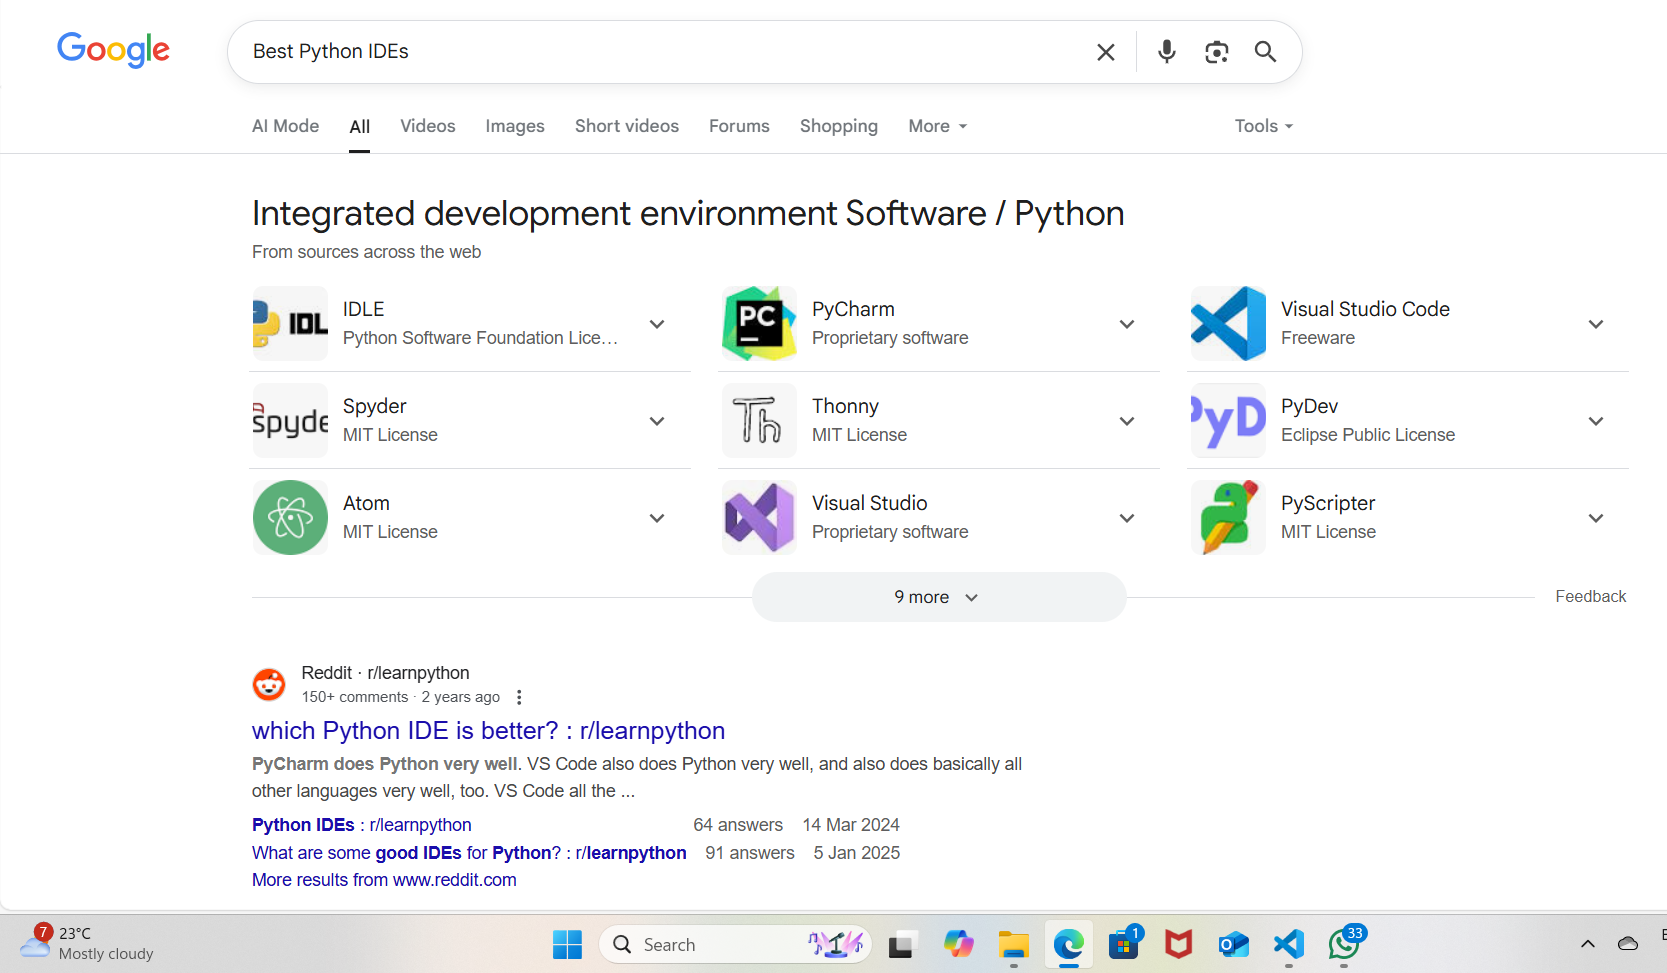 Google
Best Python IDEs
AI Mode All Videos Images Short videos Forums Shopping More Tools
Integrated development environment Software / Python
From sources across the web
IDL
IDLE
Python Software Foundation Lice…
PC
PyCharm
Proprietary software
Visual Studio Code
Freeware
spyde
Spyder
MIT License
Th
Thonny
MIT License
PyD
PyDev
Eclipse Public License
Atom
MIT License
Visual Studio
Proprietary software
PyScripter
MIT License
9 more
Feedback
Reddit · r/learnpython
150+ comments · 2 years ago
which Python IDE is better? : r/learnpython
PyCharm does Python very well. VS Code also does Python very well, and also does basically all
other languages very well, too. VS Code all the ...
Python IDEs : r/learnpython 64 answers 14 Mar 2024
What are some good IDEs for Python? : r/learnpython 91 answers 5 Jan 2025
More results from www.reddit.com
7
23°C
Mostly cloudy
Search
1
33